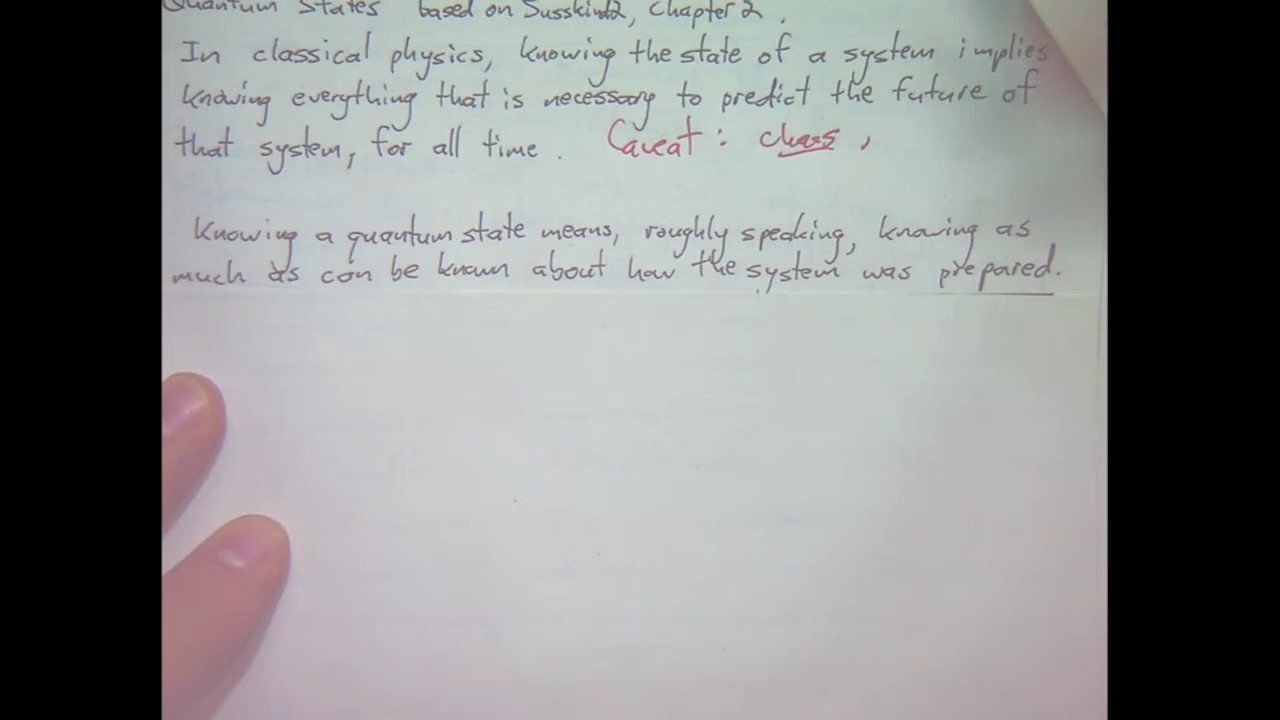 Quantum States based on Susskind2, Chapter 2.
In classical physics, knowing the state of a system implies
knowing everything that is necessary to predict the future of
that system, for all time. Caveat: chaos,
Knowing a quantum state means, roughly speaking, knowing as
much as can be known about how the system was prepared.